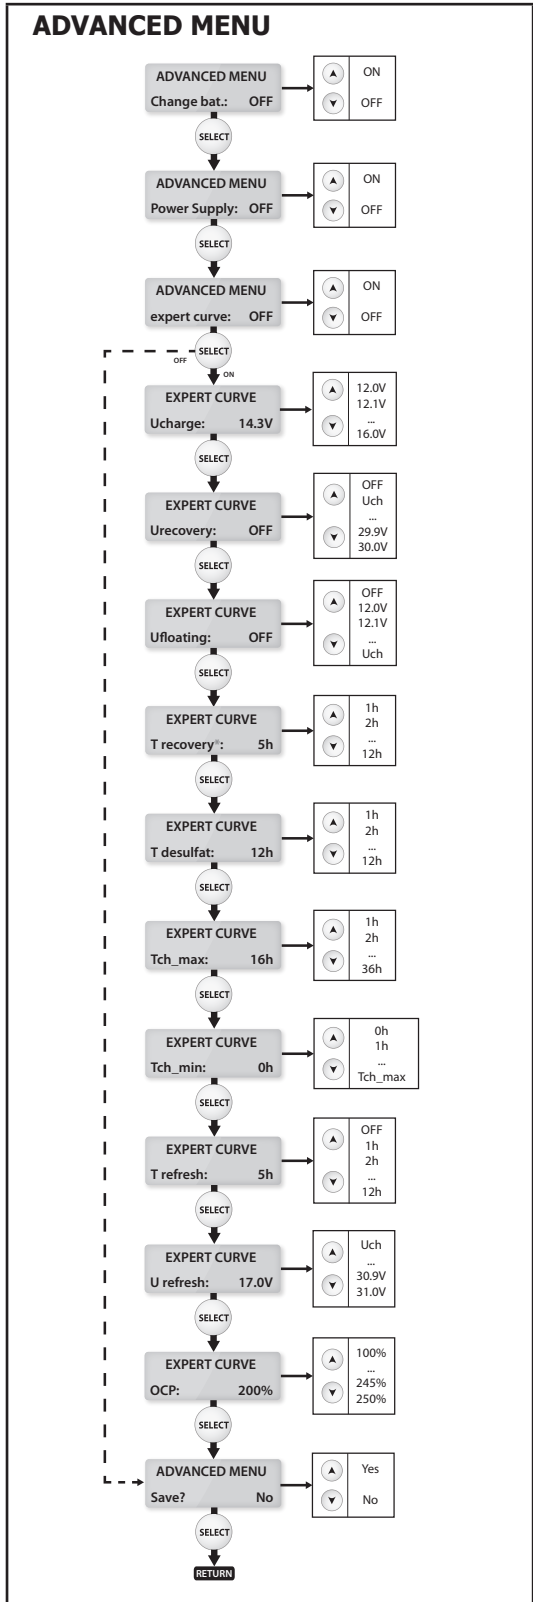 ADVANCED MENU
ADVANCED MENU
Change bat.: OFF
ON
OFF
SELECT
ADVANCED MENU
Power Supply: OFF
ON
OFF
SELECT
ADVANCED MENU
expert curve: OFF
ON
OFF
SELECT
OFF
ON
EXPERT CURVE
Ucharge: 14.3V
12.0V
12.1V
...
16.0V
SELECT
EXPERT CURVE
Urecovery: OFF
OFF
Uch
...
29.9V
30.0V
SELECT
EXPERT CURVE
Ufloating: OFF
OFF
12.0V
12.1V
...
Uch
SELECT
EXPERT CURVE
T recovery*: 5h
1h
2h
...
12h
SELECT
EXPERT CURVE
T desulfat: 12h
1h
2h
...
12h
SELECT
EXPERT CURVE
Tch_max: 16h
1h
2h
...
36h
SELECT
EXPERT CURVE
Tch_min: 0h
0h
1h
...
Tch_max
SELECT
EXPERT CURVE
T refresh: 5h
OFF
1h
2h
...
12h
SELECT
EXPERT CURVE
U refresh: 17.0V
Uch
...
30.9V
31.0V
SELECT
EXPERT CURVE
OCP: 200%
100%
...
245%
250%
SELECT
ADVANCED MENU
Save? No
Yes
No
SELECT
RETURN